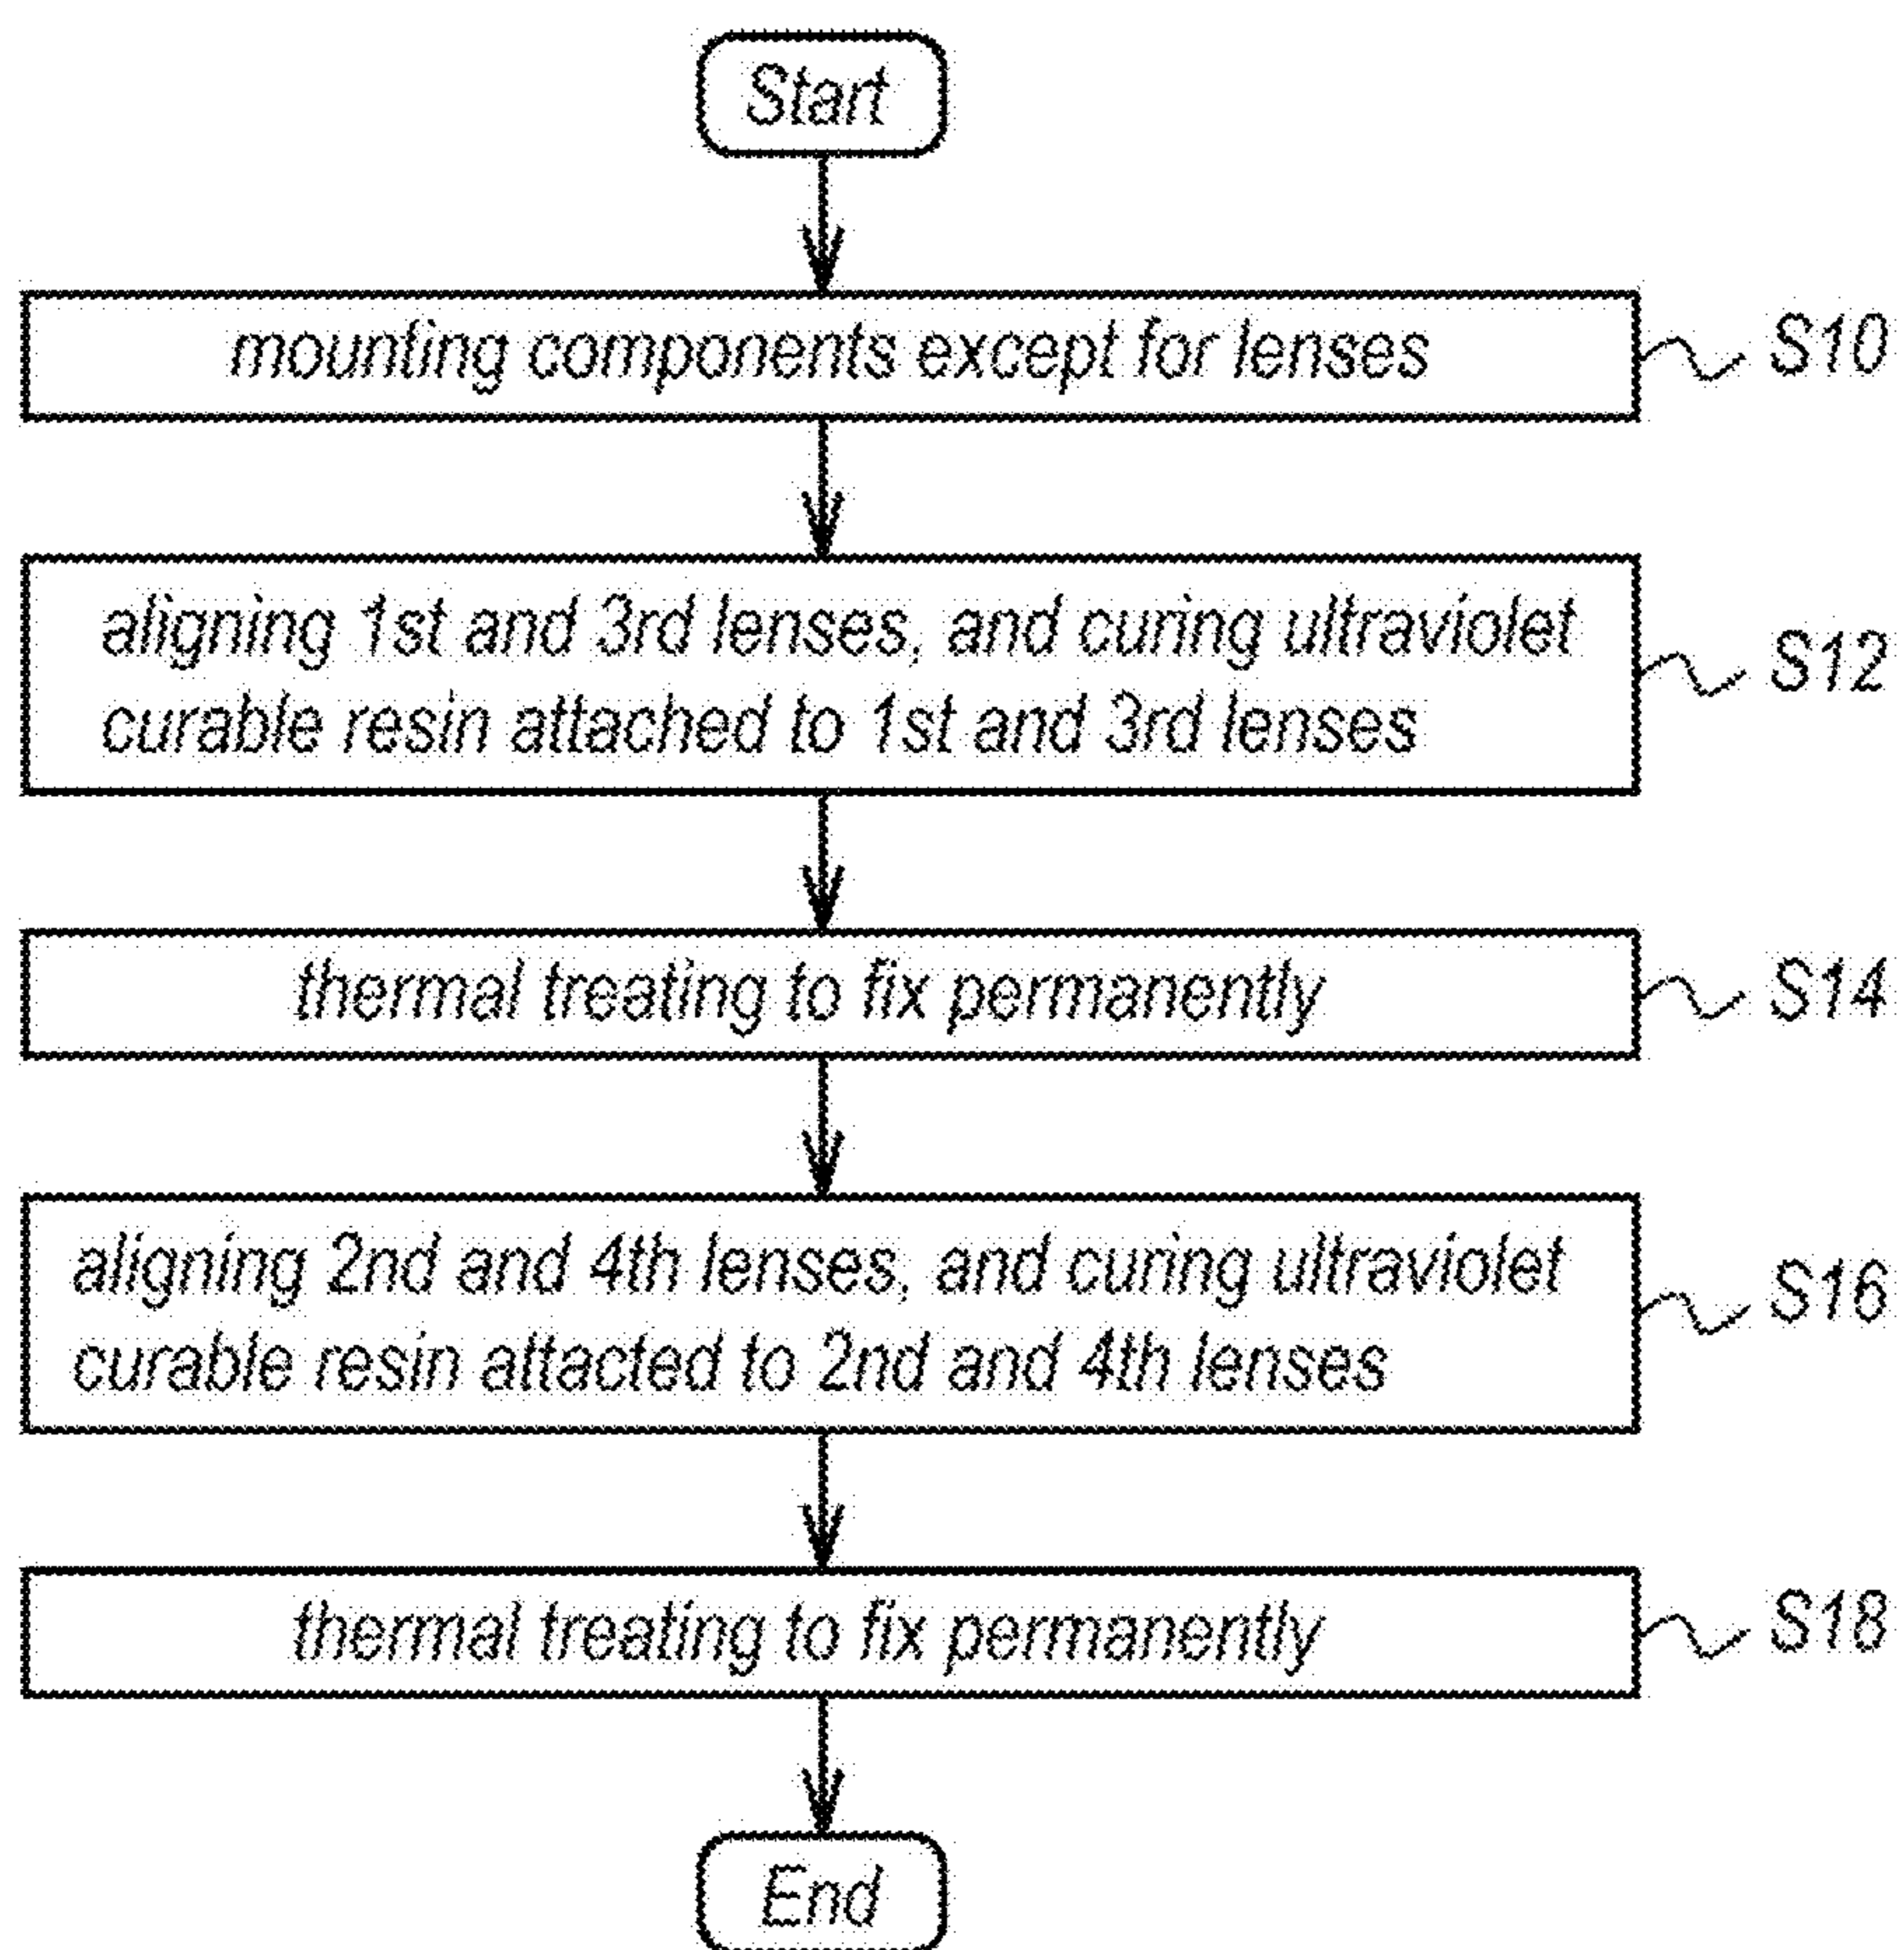 Start
mounting components except for lenses
S10
aligning 1st and 3rd lenses, and curing ultraviolet
curable resin attached to 1st and 3rd lenses
S12
thermal treating to fix permanently
S14
aligning 2nd and 4th lenses, and curing ultraviolet
curable resin attacted to 2nd and 4th lenses
S16
thermal treating to fix permanently
S18
End